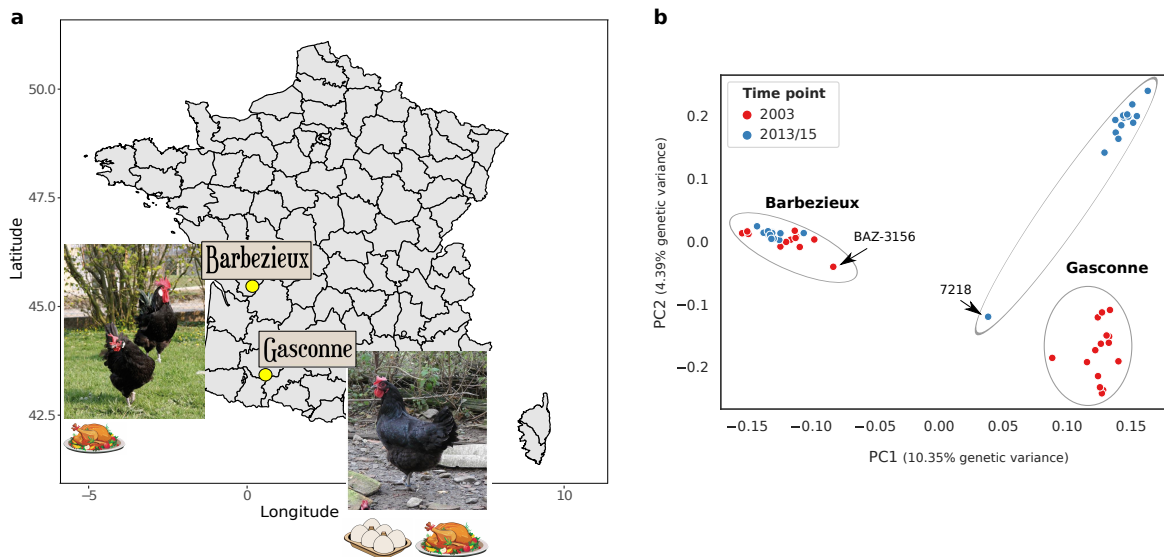 a
50.0
47.5
45.0
42.5
Latitude
−5
0
10
Longitude
Barbezieux
Gasconne
b
Time point
2003
2013/15
Barbezieux
BAZ-3156
Gasconne
7218
0.2
0.1
0.0
−0.1
−0.2
PC2 (4.39% genetic variance)
−0.15
−0.10
−0.05
0.00
0.05
0.10
0.15
PC1 (10.35% genetic variance)